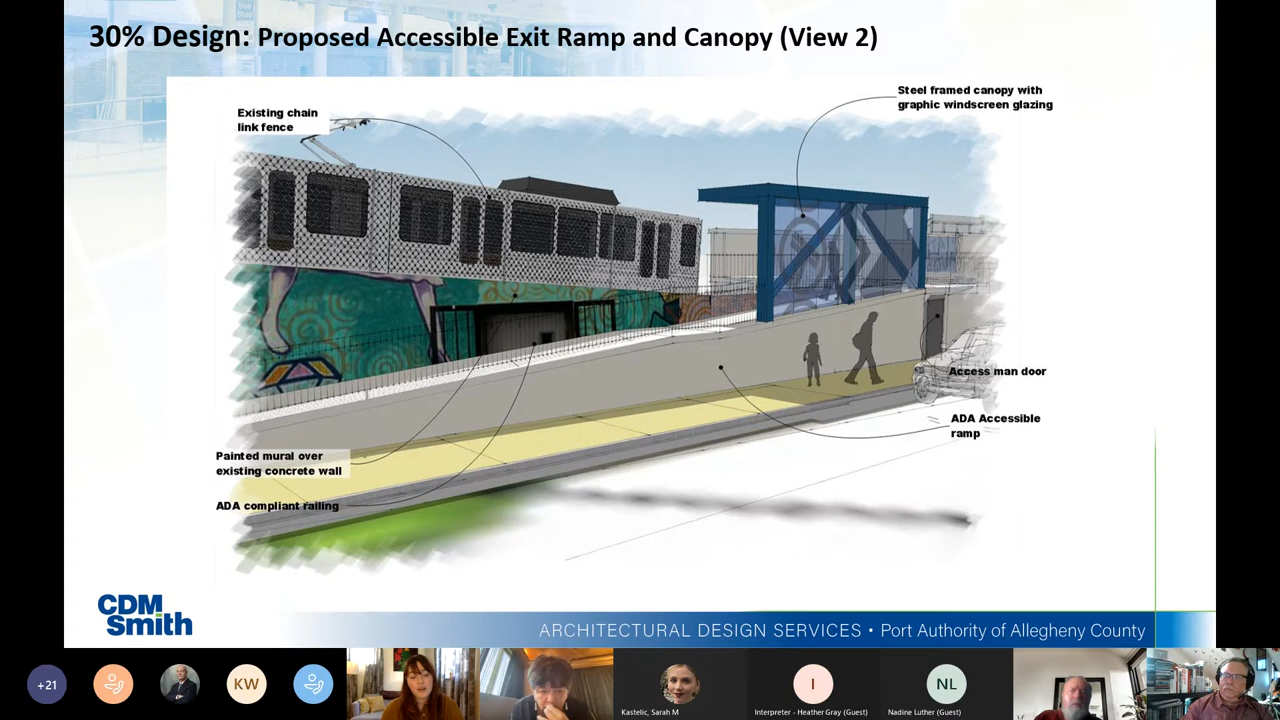 Bus
Stop
30% Design: Proposed Accessible Exit Ramp and Canopy (View 2)
Steel framed canopy with
graphic windscreen glazing
Existing chain
link fence
Access man door
ADA Accessible
ramp
Painted mural over
existing concrete wall
ADA compliant railing
CDM
Smith
ARCHITECTURAL DESIGN SERVICES • Port Authority of Allegheny County
+21
KW
I
NL
Kastelic, Sarah M
Interpreter - Heather Gray (Guest)
Nadine Luther (Guest)